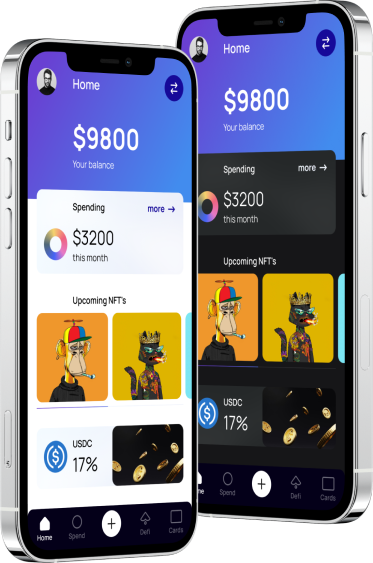 Home
$9800
Your balance
Spending
more →
$3200
this month
Upcoming NFT's
USDC
17%
Home
Spend
Defi
Cards
Home
$9800
Your balance
Spending
more →
$3200
this month
Upcoming NFT's
USDC
17%
Spend
Defi
Cards